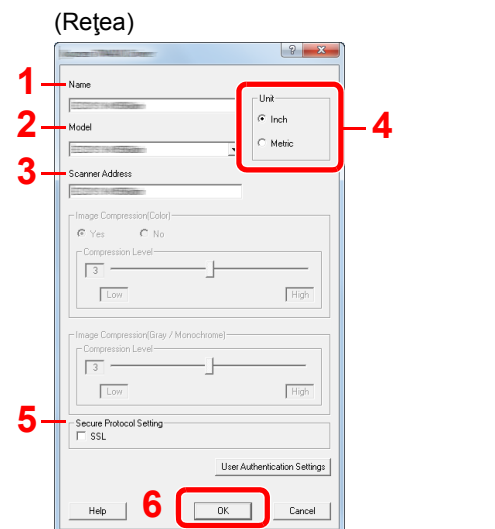 (Reţea)
? X
1 Name
Unit
Inch
2 Model
4
Metric
3 Scanner Address
Image Compression(Color)
Yes No
Compression Level
3
Low High
Image Compression(Gray / Monochrome)
Compression Level
3
Low High
5 Secure Protocol Setting
SSL
User Authentication Settings
Help 6 OK Cancel